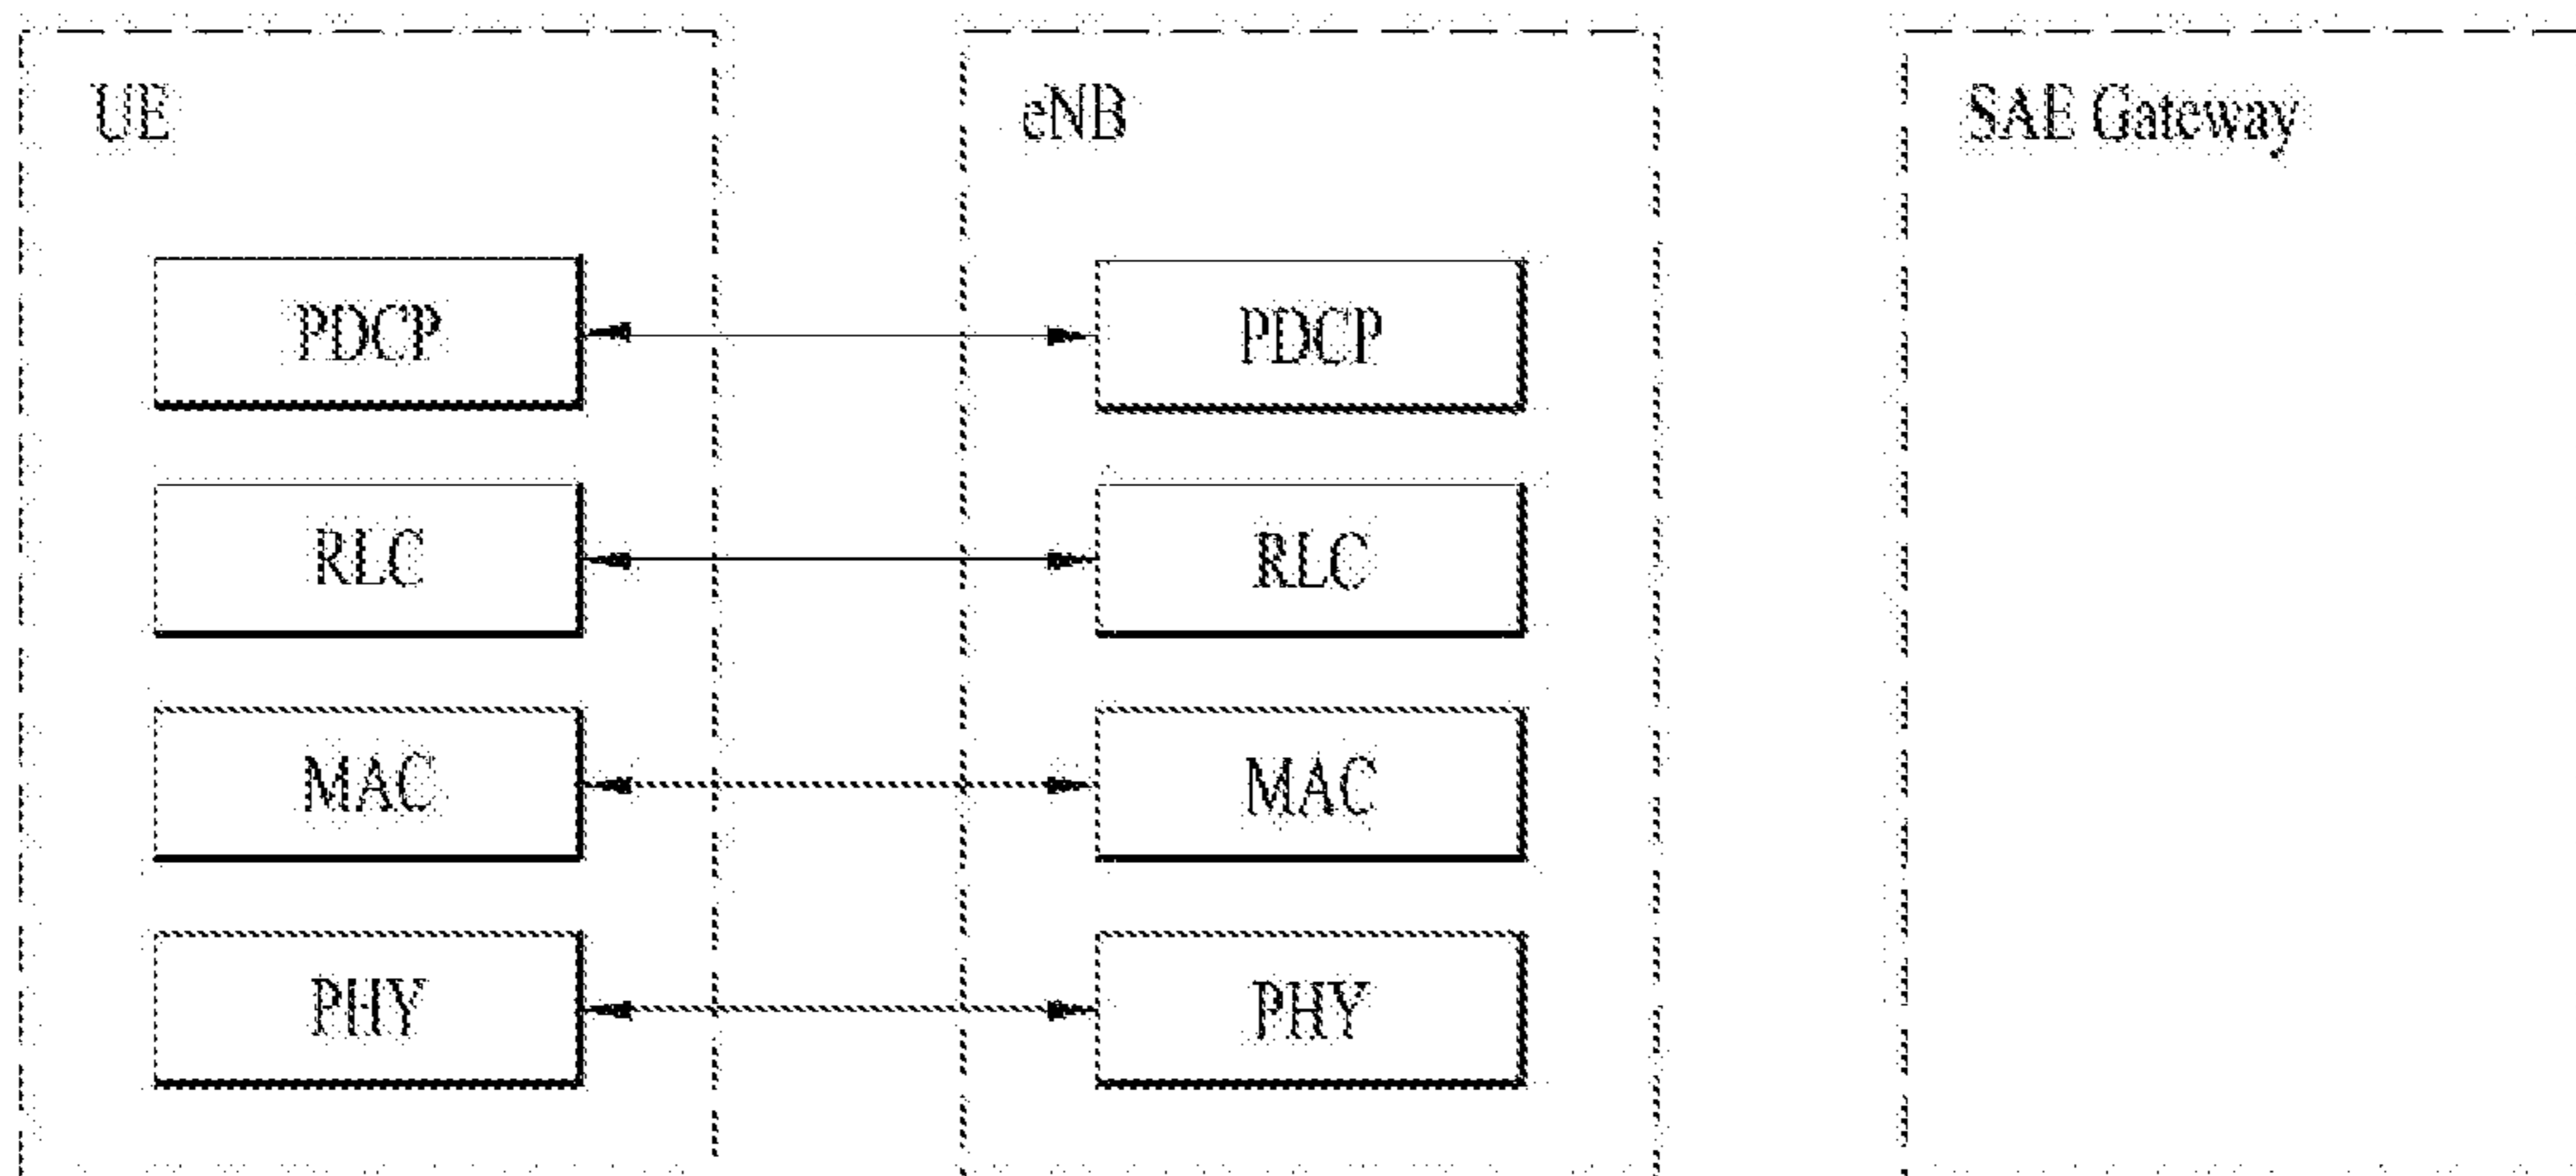 UE eNB SAE Gateway
PDCP PDCP
RLC RLC
MAC MAC
PHY PHY